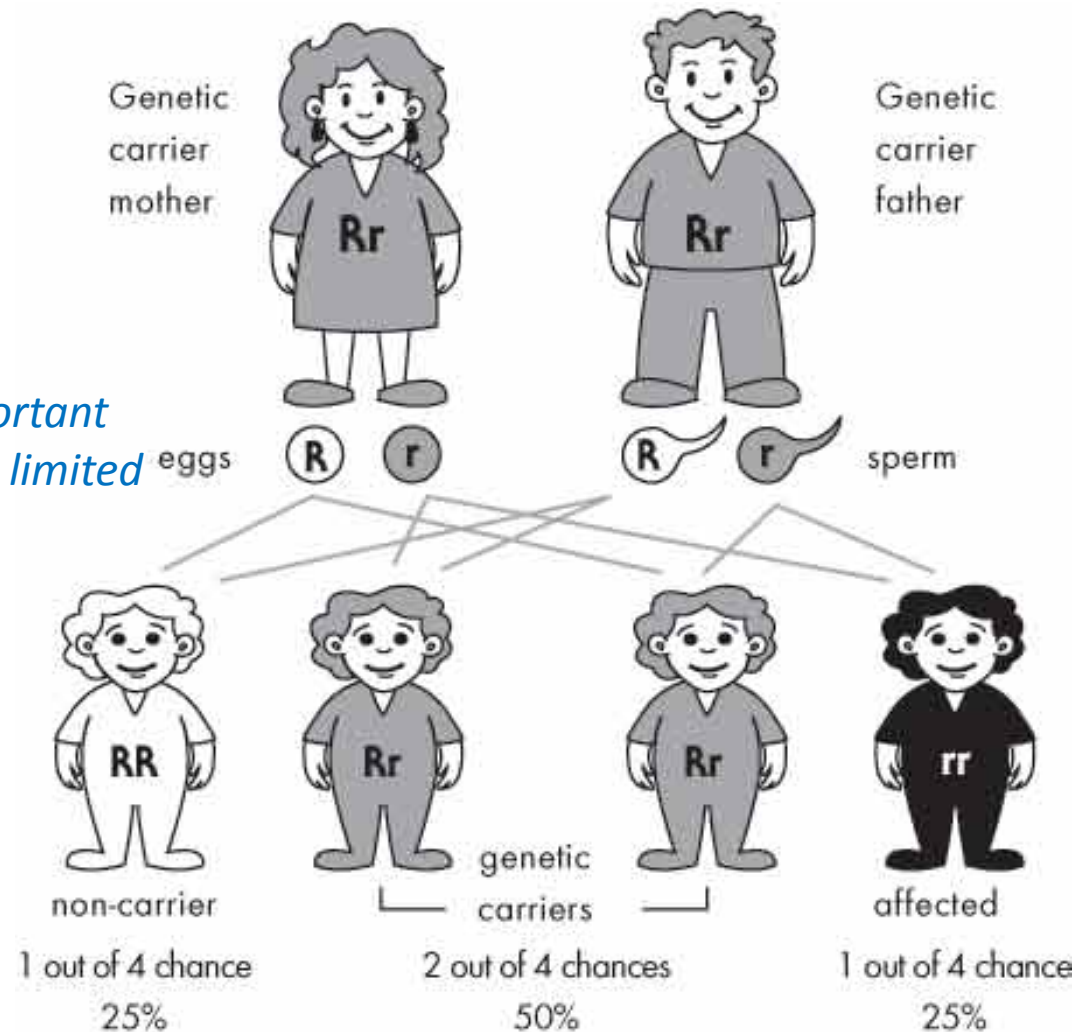 Genetic
carrier
mother
Genetic
carrier
father
Rr
Rr
limited
eggs
R
r
R
r
sperm
RR
Rr
Rr
rr
non-carrier
genetic
carriers
affected
1 out of 4 chance
2 out of 4 chances
1 out of 4 chance
25%
50%
25%